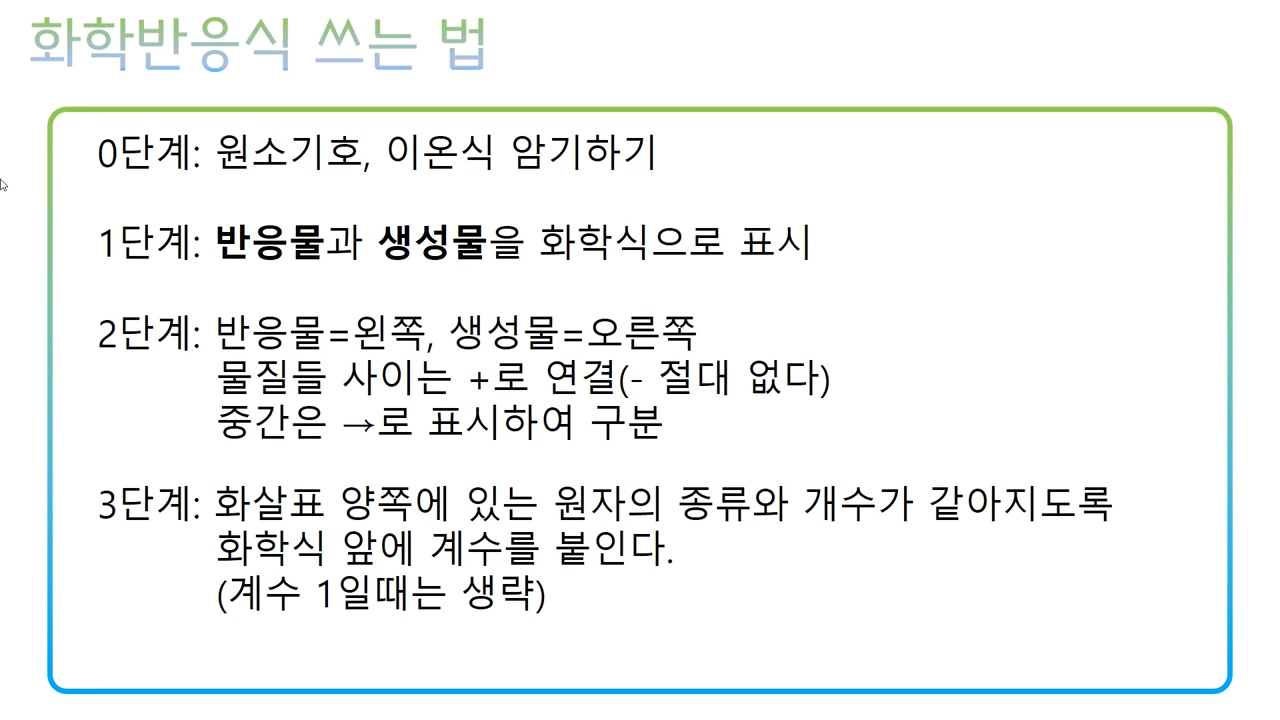 화학반응식 쓰는 법
0단계: 원소기호, 이온식 암기하기
1단계: 반응물과 생성물을 화학식으로 표시
2단계: 반응물=왼쪽, 생성물=오른쪽
물질들 사이는 +로 연결(- 절대 없다)
중간은 →로 표시하여 구분
3단계: 화살표 양쪽에 있는 원자의 종류와 개수가 같아지도록
화학식 앞에 계수를 붙인다.
(계수 1일때는 생략)